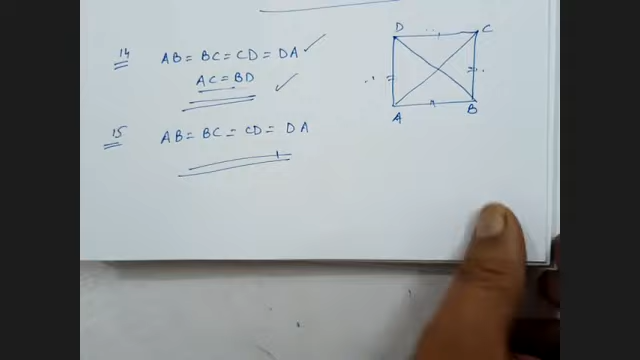 14 AB = BC = CD = DA
AC = BD
15 AB = BC = CD = DA
D C
A B